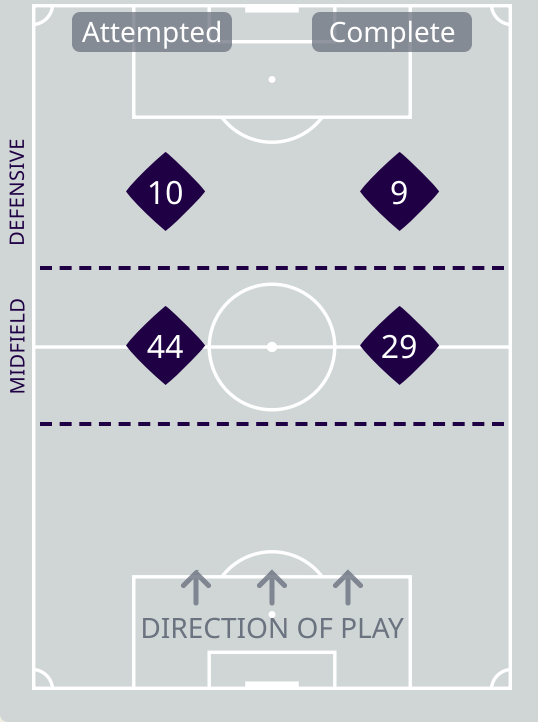 Attempted
Complete
DEFENSIVE
10
9
MIDFIELD
44
29
DIRECTION OF PLAY